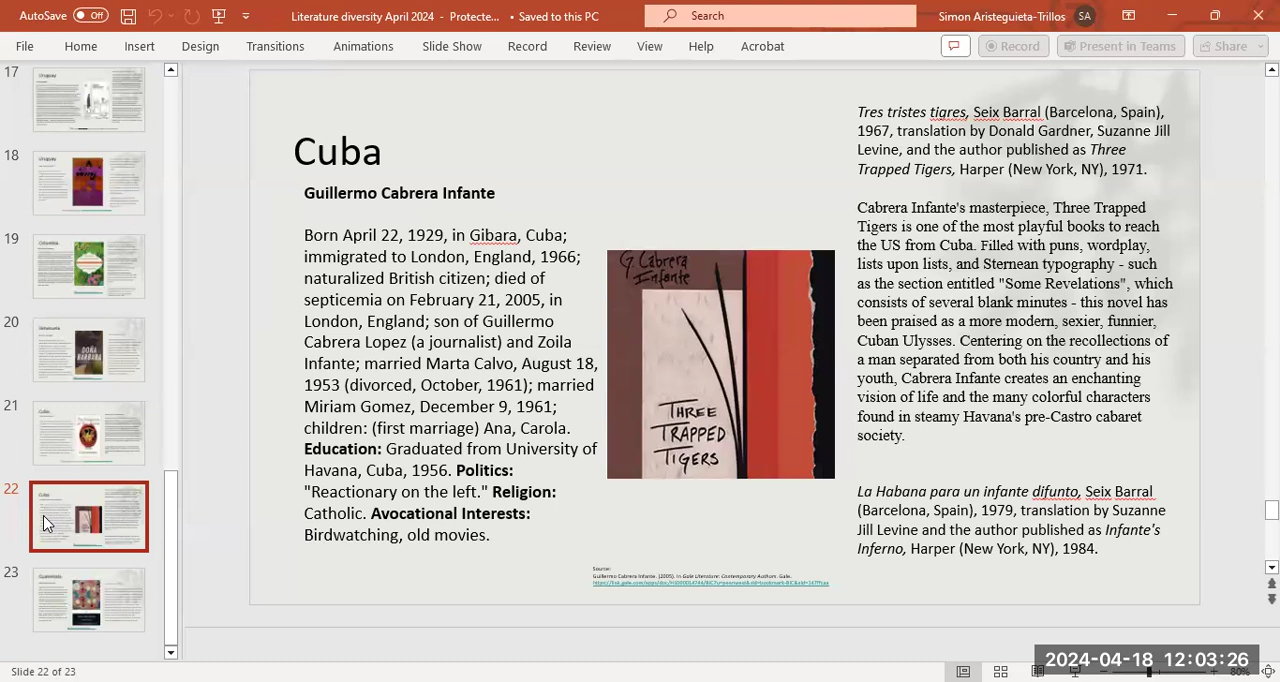 AutoSave Off
Literature diversity April 2024 - Protecte... • Saved to this PC
Search
Simon Aristeguieta-Trillos
SA
File Home Insert Design Transitions Animations Slide Show Record Review View Help Acrobat
Record
Present in Teams
Share
17
18
19
20
21
22
23
Uruguay
Colombia
Venezuela
DOÑA BARBARA
Cuba
Cuba
Guatemala
Cuba
Guillermo Cabrera Infante
Born April 22, 1929, in Gibara, Cuba;
immigrated to London, England, 1966;
naturalized British citizen; died of
septicemia on February 21, 2005, in
London, England; son of Guillermo
Cabrera Lopez (a journalist) and Zoila
Infante; married Marta Calvo, August 18,
1953 (divorced, October, 1961); married
Miriam Gomez, December 9, 1961;
children: (first marriage) Ana, Carola.
Education: Graduated from University of
Havana, Cuba, 1956. Politics:
"Reactionary on the left." Religion:
Catholic. Avocational Interests:
Birdwatching, old movies.
G. Cabrera
Infante
THREE
TRAPPED
TIGERS
Tres tristes tigres, Seix Barral (Barcelona, Spain),
1967, translation by Donald Gardner, Suzanne Jill
Levine, and the author published as Three
Trapped Tigers, Harper (New York, NY), 1971.
Cabrera Infante's masterpiece, Three Trapped
Tigers is one of the most playful books to reach
the US from Cuba. Filled with puns, wordplay,
lists upon lists, and Sternean typography - such
as the section entitled "Some Revelations", which
consists of several blank minutes - this novel has
been praised as a more modern, sexier, funnier,
Cuban Ulysses. Centering on the recollections of
a man separated from both his country and his
youth, Cabrera Infante creates an enchanting
vision of life and the many colorful characters
found in steamy Havana's pre-Castro cabaret
society.
La Habana para un infante difunto, Seix Barral
(Barcelona, Spain), 1979, translation by Suzanne
Jill Levine and the author published as Infante's
Inferno, Harper (New York, NY), 1984.
Source:
Guillermo Cabrera Infante. (2005). In Gale Literature: Contemporary Authors. Gale.
Slide 22 of 23
80%
2024-04-18 12:03:26